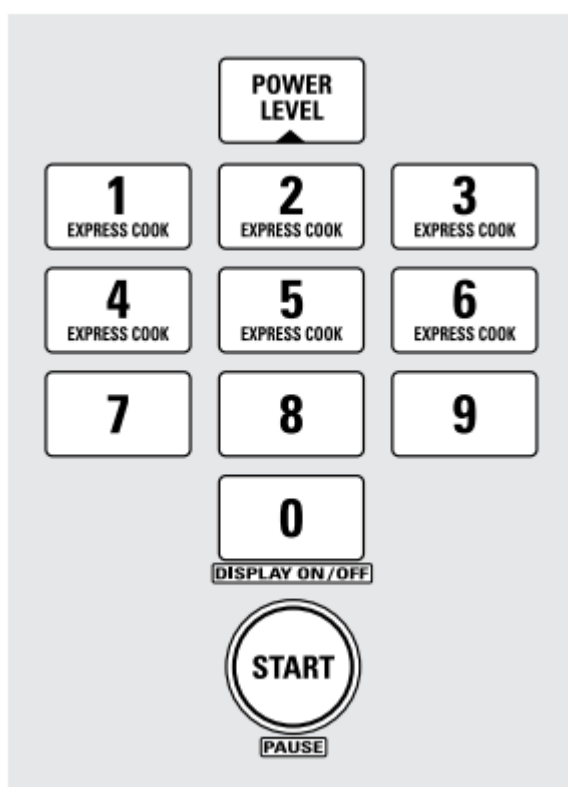 POWER
LEVEL
1 2 3
EXPRESS COOK EXPRESS COOK EXPRESS COOK
4 5 6
EXPRESS COOK EXPRESS COOK EXPRESS COOK
7 8 9
0
DISPLAY ON/OFF
START
PAUSE